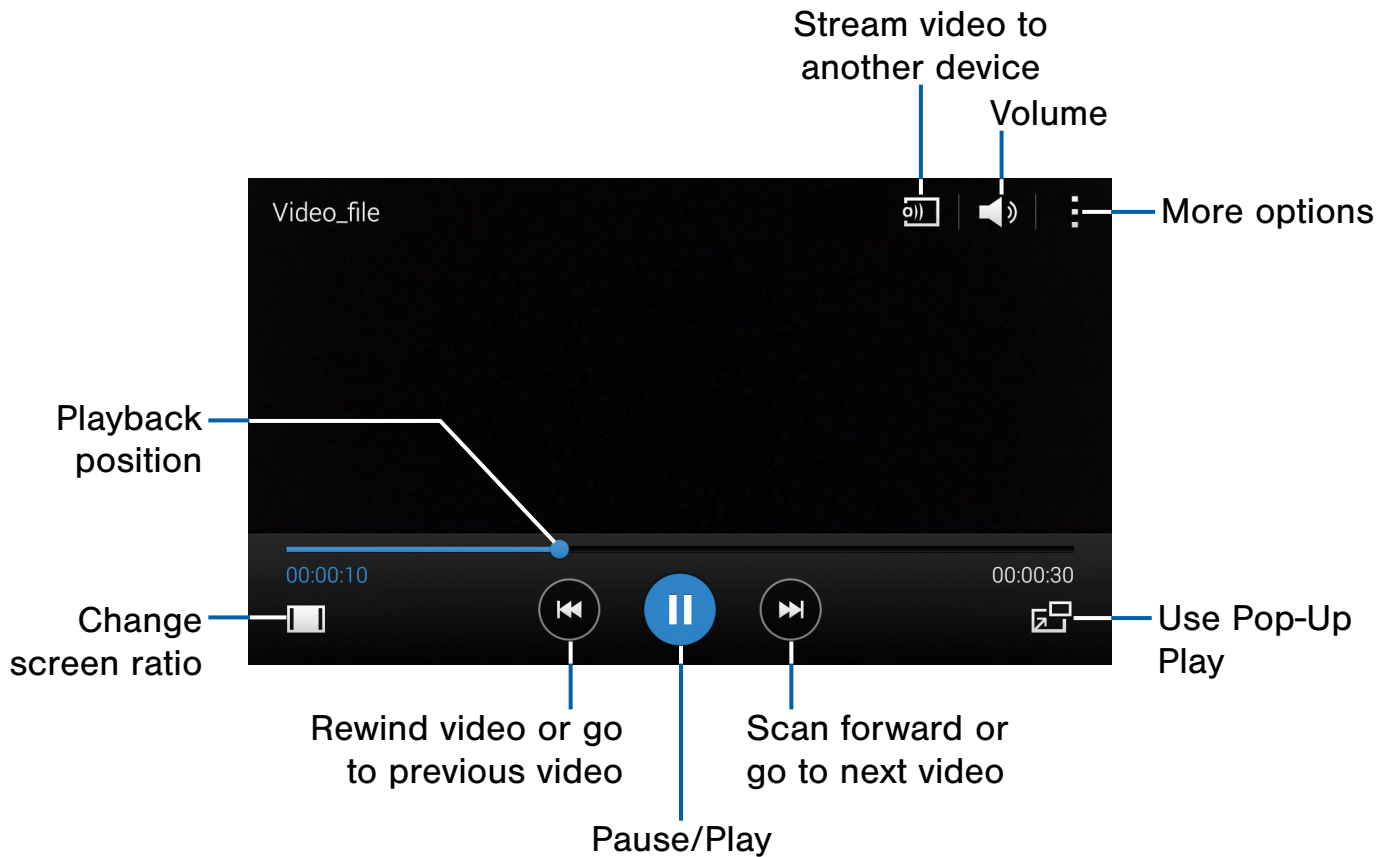 Stream video to
another device
Volume
Video_file
More options
Playback
position
00:00:10
00:00:30
Change
screen ratio
Use Pop-Up
Play
Rewind video or go
to previous video
Scan forward or
go to next video
Pause/Play